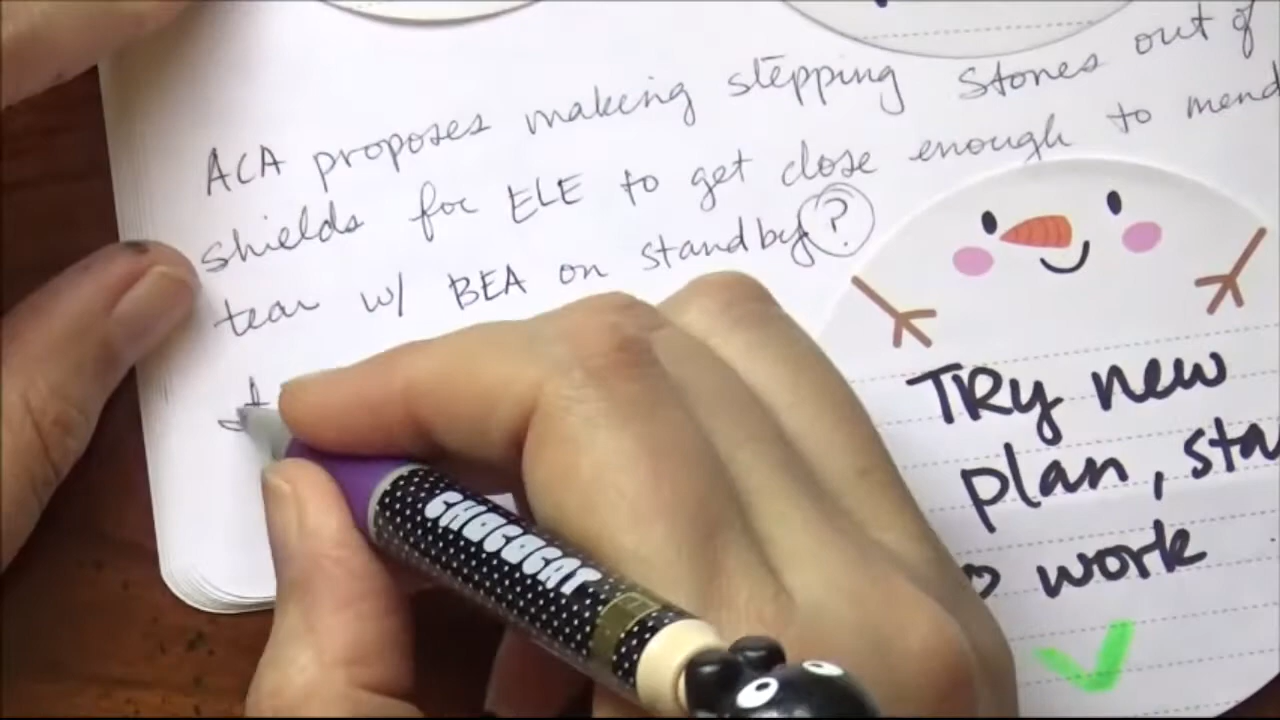 ACA proposes making stepping stones out of
shields for ELE to get close enough to mend
tear w/ BEA on standby?
TRy new
plan, sta
work
CHOCOCAT